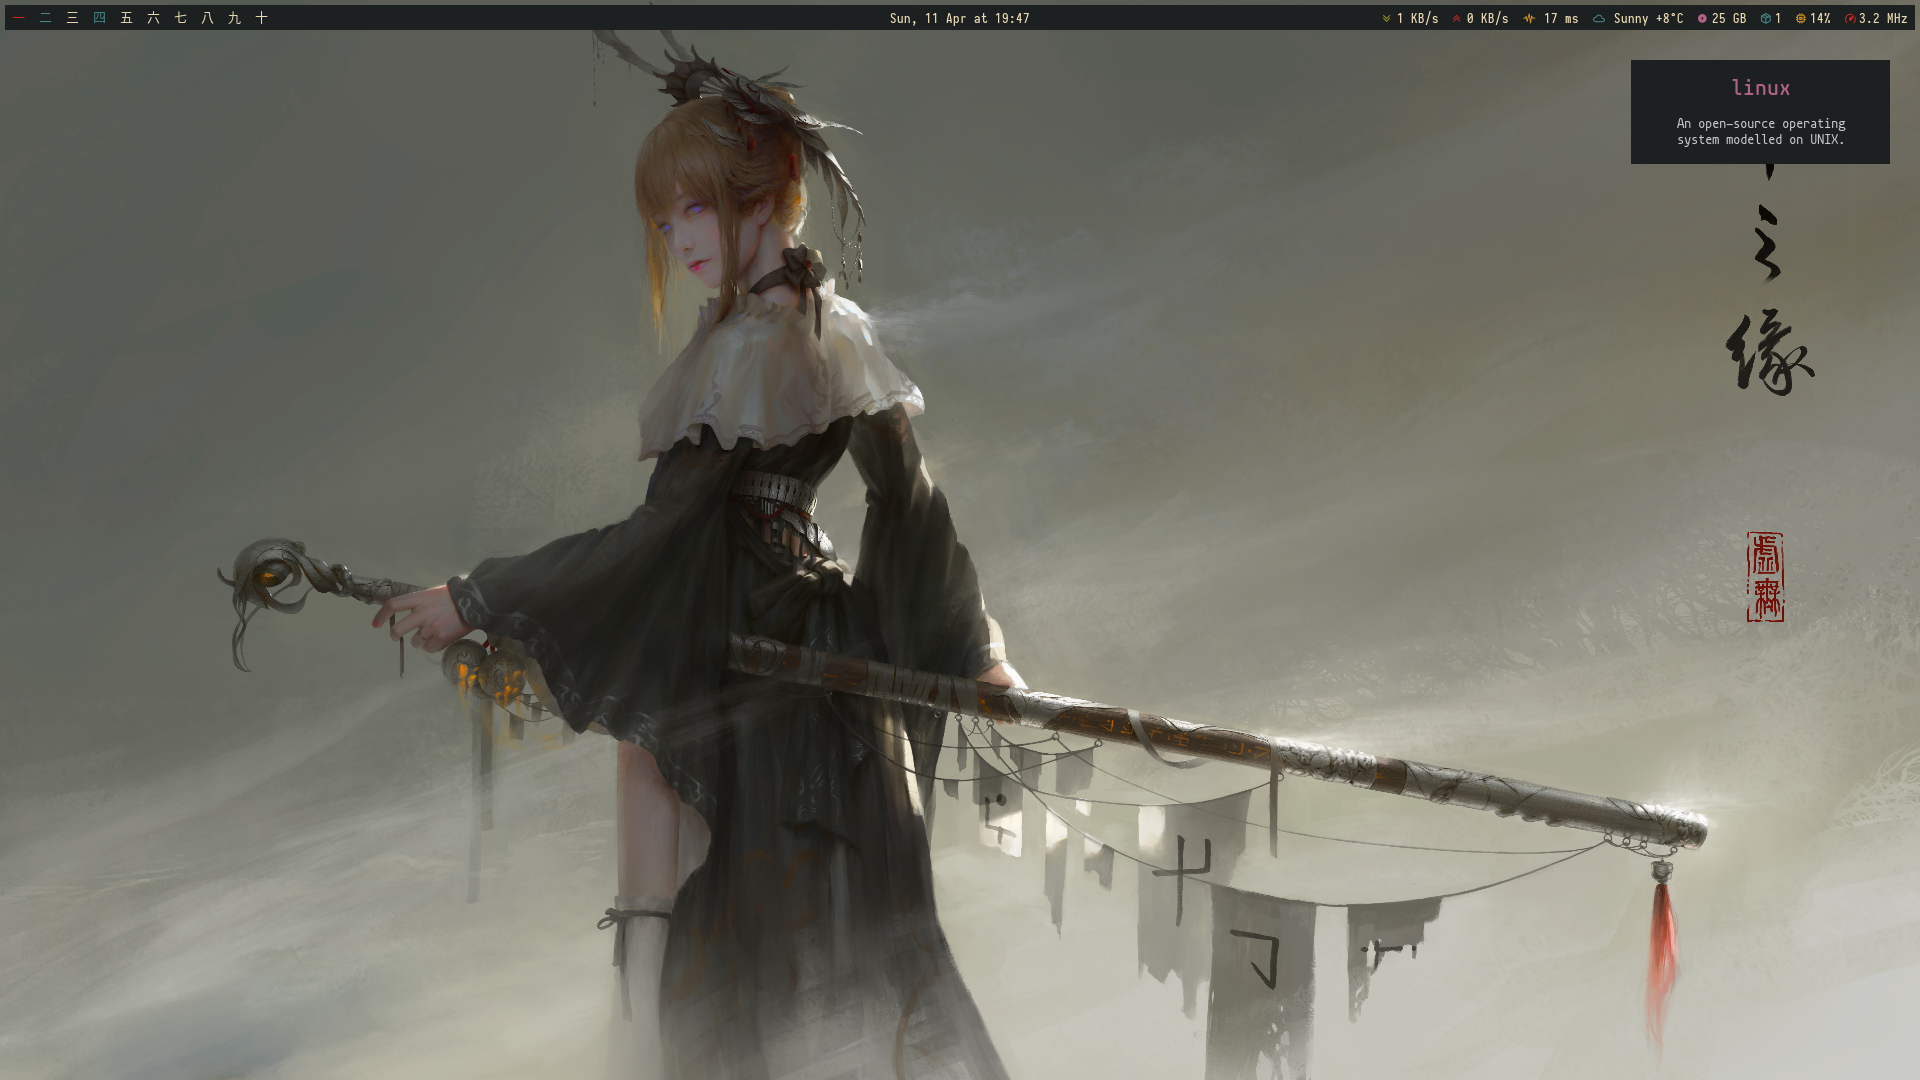 一 二 三 四 五 六 七 八 九 十
Sun, 11 Apr at 19:47
1 KB/s 0 KB/s 17 ms Sunny +8°C 25 GB 1 14% 3.2 MHz
linux
An open-source operating
system modelled on UNIX.
之
缘
虚
無